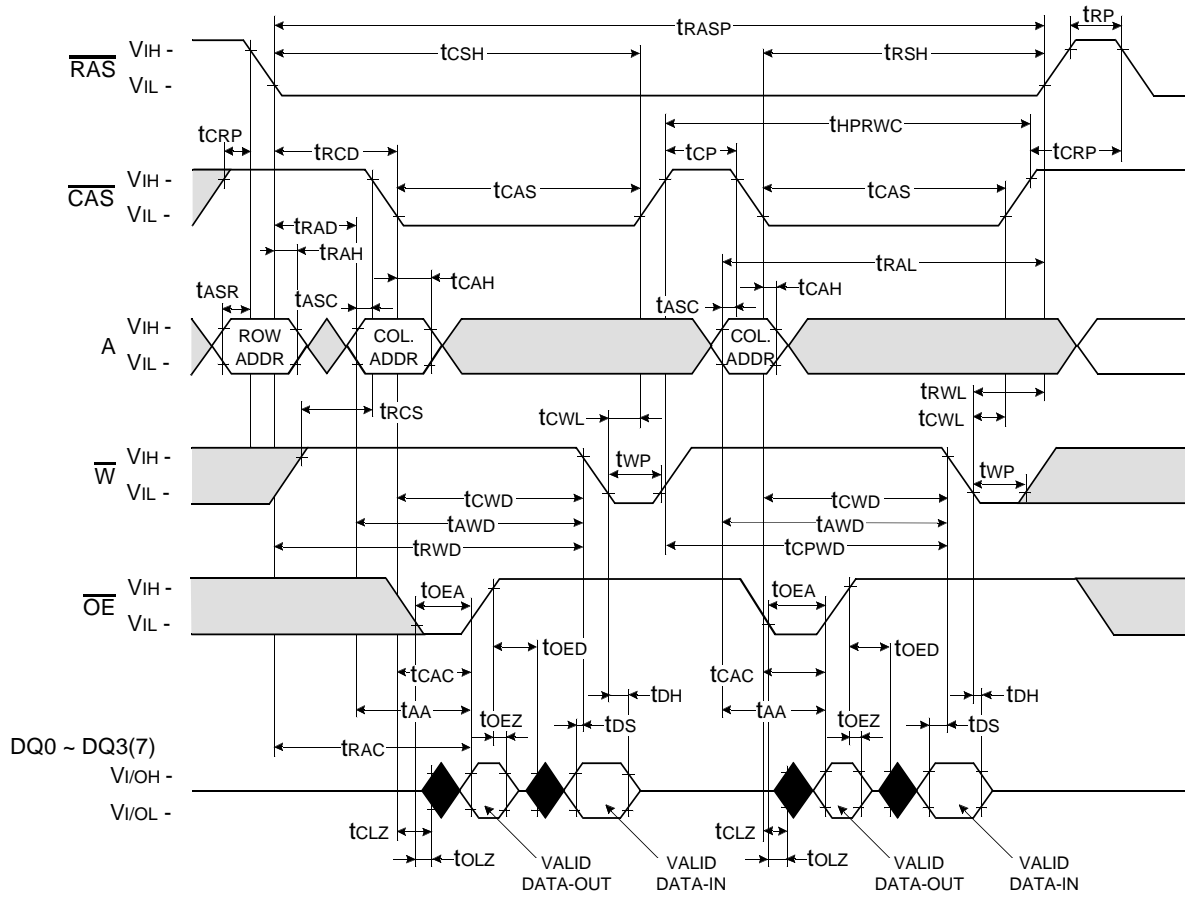 tRASP
tRP
RAS
VIH -
VIL -
tCSH
tRSH
tHPRWC
tCRP
tRCD
tCP
tCRP
CAS
VIH -
VIL -
tCAS
tCAS
tRAD
tRAH
tRAL
tASR
tASC
tCAH
tASC
tCAH
A
VIH -
VIL -
ROW
ADDR
COL.
ADDR
COL.
ADDR
tRCS
tCWL
tRWL
tCWL
W
VIH -
VIL -
tWP
tWP
tCWD
tCWD
tAWD
tAWD
tRWD
tCPWD
OE
VIH -
VIL -
tOEA
tOEA
tOED
tOED
tCAC
tCAC
tDH
tDH
tAA
tOEZ
tDS
tAA
tOEZ
tDS
tRAC
DQ0 ~ DQ3(7)
VI/OH -
VI/OL -
tCLZ
tCLZ
tOLZ
tOLZ
VALID
DATA-OUT
VALID
DATA-IN
VALID
DATA-OUT
VALID
DATA-IN